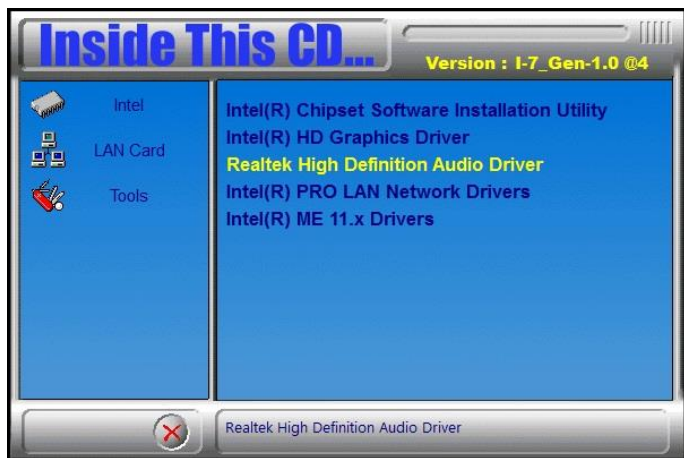 Inside This CD...
Version : I-7_Gen-1.0 @4
Intel
LAN Card
Tools
Intel(R) Chipset Software Installation Utility
Intel(R) HD Graphics Driver
Realtek High Definition Audio Driver
Intel(R) PRO LAN Network Drivers
Intel(R) ME 11.x Drivers
Realtek High Definition Audio Driver